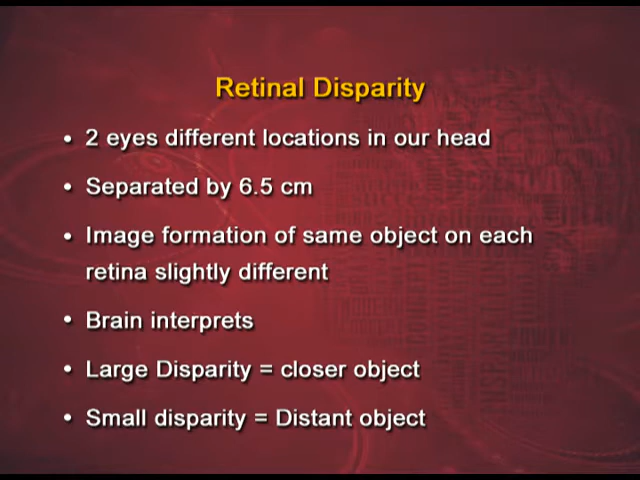 Retinal Disparity
• 2 eyes different locations in our head
• Separated by 6.5 cm
• Image formation of same object on each
retina slightly different
• Brain interprets
• Large Disparity = closer object
• Small disparity = Distant object